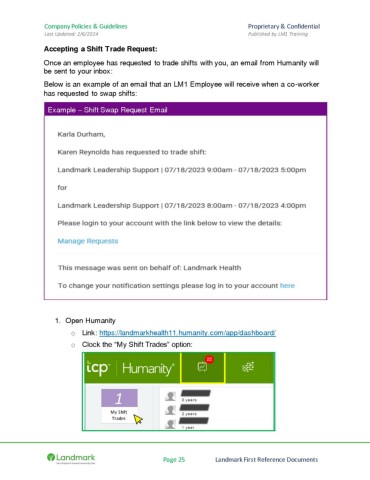 Company Policies & Guidelines
Proprietary & Confidential
Last Updated: 2/6/2024
Published by LM1 Training
Accepting a Shift Trade Request:
Once an employee has requested to trade shifts with you, an email from Humanity will
be sent to your inbox:
Below is an example of an email that an LM1 Employee will receive when a co-worker
has requested to swap shifts:
Example – Shift Swap Request Email
Karla Durham,
Karen Reynolds has requested to trade shift:
Landmark Leadership Support | 07/18/2023 9:00am - 07/18/2023 5:00pm
for
Landmark Leadership Support | 07/18/2023 8:00am - 07/18/2023 4:00pm
Please login to your account with the link below to view the details:
Manage Requests
This message was sent on behalf of: Landmark Health
To change your notification settings please log in to your account here
1. Open Humanity
o Link: https://landmarkhealth11.humanity.com/app/dashboard/
o Clock the “My Shift Trades” option:
tcp Humanity
1
My Shift
Trades
3 years
1 year
Landmark
Page 25
Landmark First Reference Documents